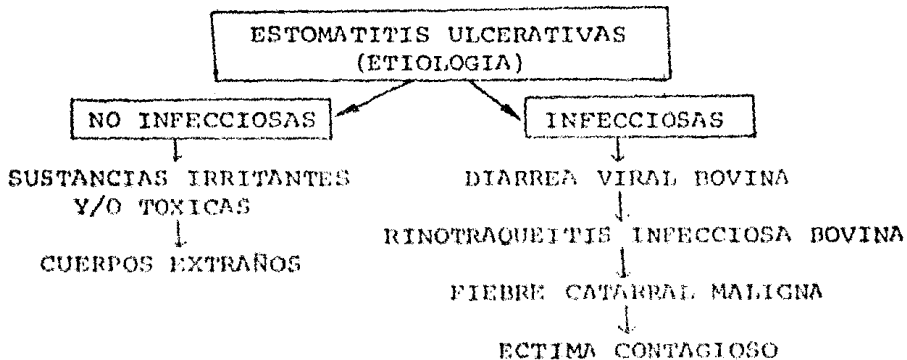 ESTOMATITIS ULCERATIVAS
(ETIOLOGIA)
NO INFECCIOSAS
SUSTANCIAS IRRITANTES
Y/O TOXICAS
CUERPOS EXTRAÑOS
INFECCIOSAS
DIARREA VIRAL BOVINA
RINOTRAQUEITIS INFECCIOSA BOVINA
FIEBRE CATARRAL MALIGNA
ECTIMA CONTAGIOSO